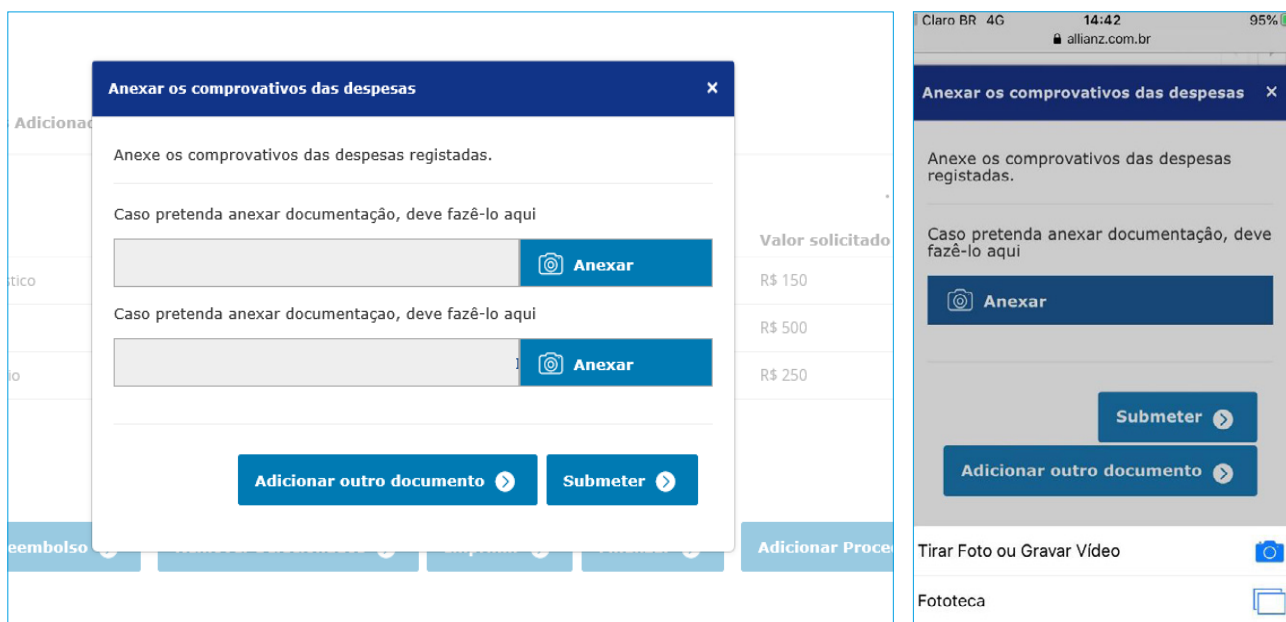 Anexar os comprovativos das despesas ×
Adicionad
Anexe os comprovativos das despesas registadas.
Caso pretenda anexar documentaçâo, deve fazê-lo aqui
Anexar
Valor solicitado
stico
R$ 150
Caso pretenda anexar documentaçao, deve fazê-lo aqui
R$ 500
Anexar
io
R$ 250
Adicionar outro documento
Submeter
eembolso
Adicionar Proce
Claro BR 4G 14:42 95%
allianz.com.br
Anexar os comprovativos das despesas ×
Anexe os comprovativos das despesas
registadas.
Caso pretenda anexar documentaçâo, deve
fazê-lo aqui
Anexar
Submeter
Adicionar outro documento
Tirar Foto ou Gravar Vídeo
Fototeca